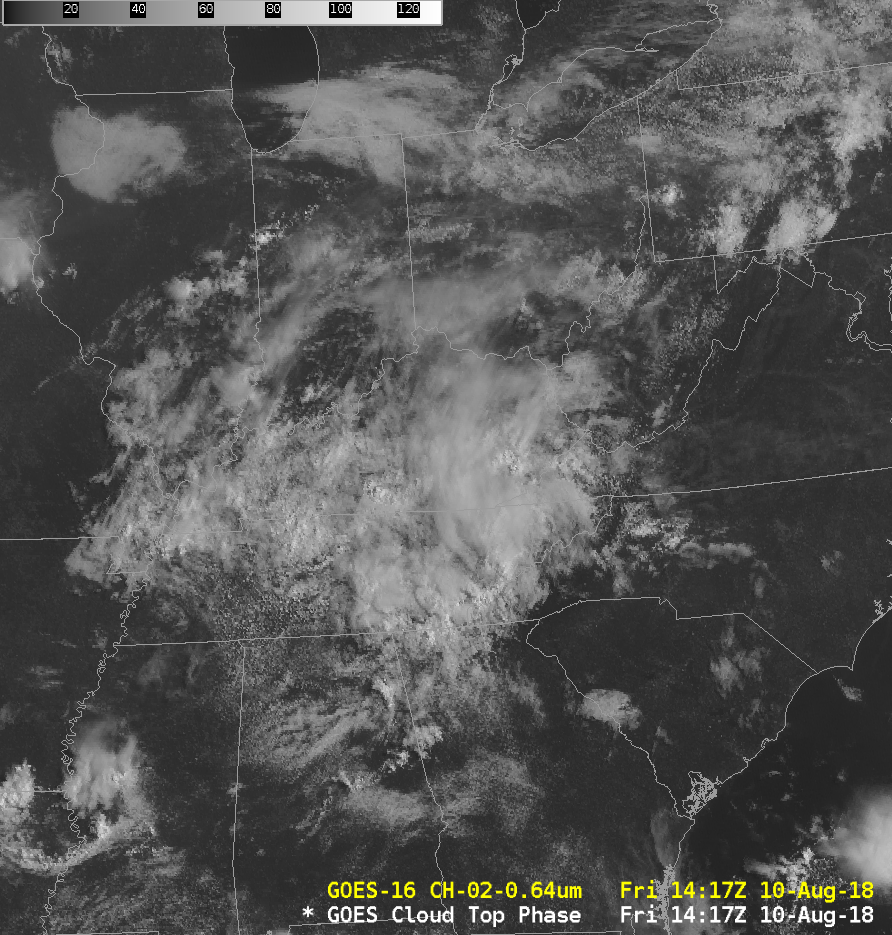 20 40 60 80 100 120
GOES-16 CH-02-0.64um Fri 14:17Z 10-Aug-18
* GOES Cloud Top Phase Fri 14:17Z 10-Aug-18